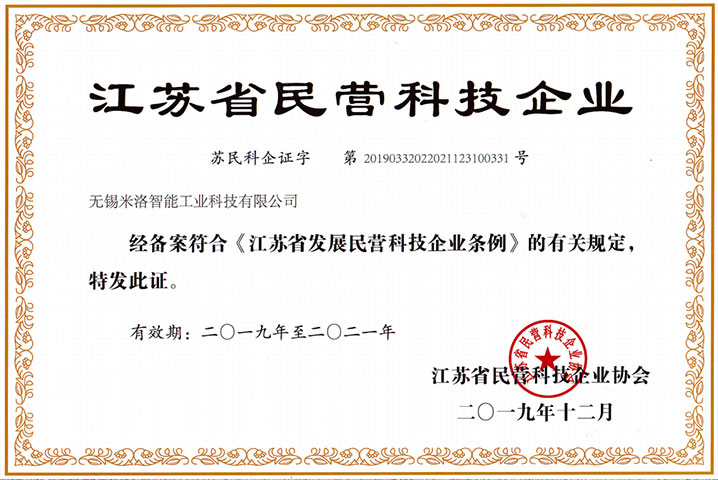 江苏省民营科技企业
苏民科企证字 第 20190332022021123100331 号
无锡米洛智能工业科技有限公司
经备案符合《江苏省发展民营科技企业条例》的有关规定，
特发此证。
有效期：二〇一九年至二〇二一年
江苏省民营科技企业协会
江苏省民营科技企业协会
二〇一九年十二月